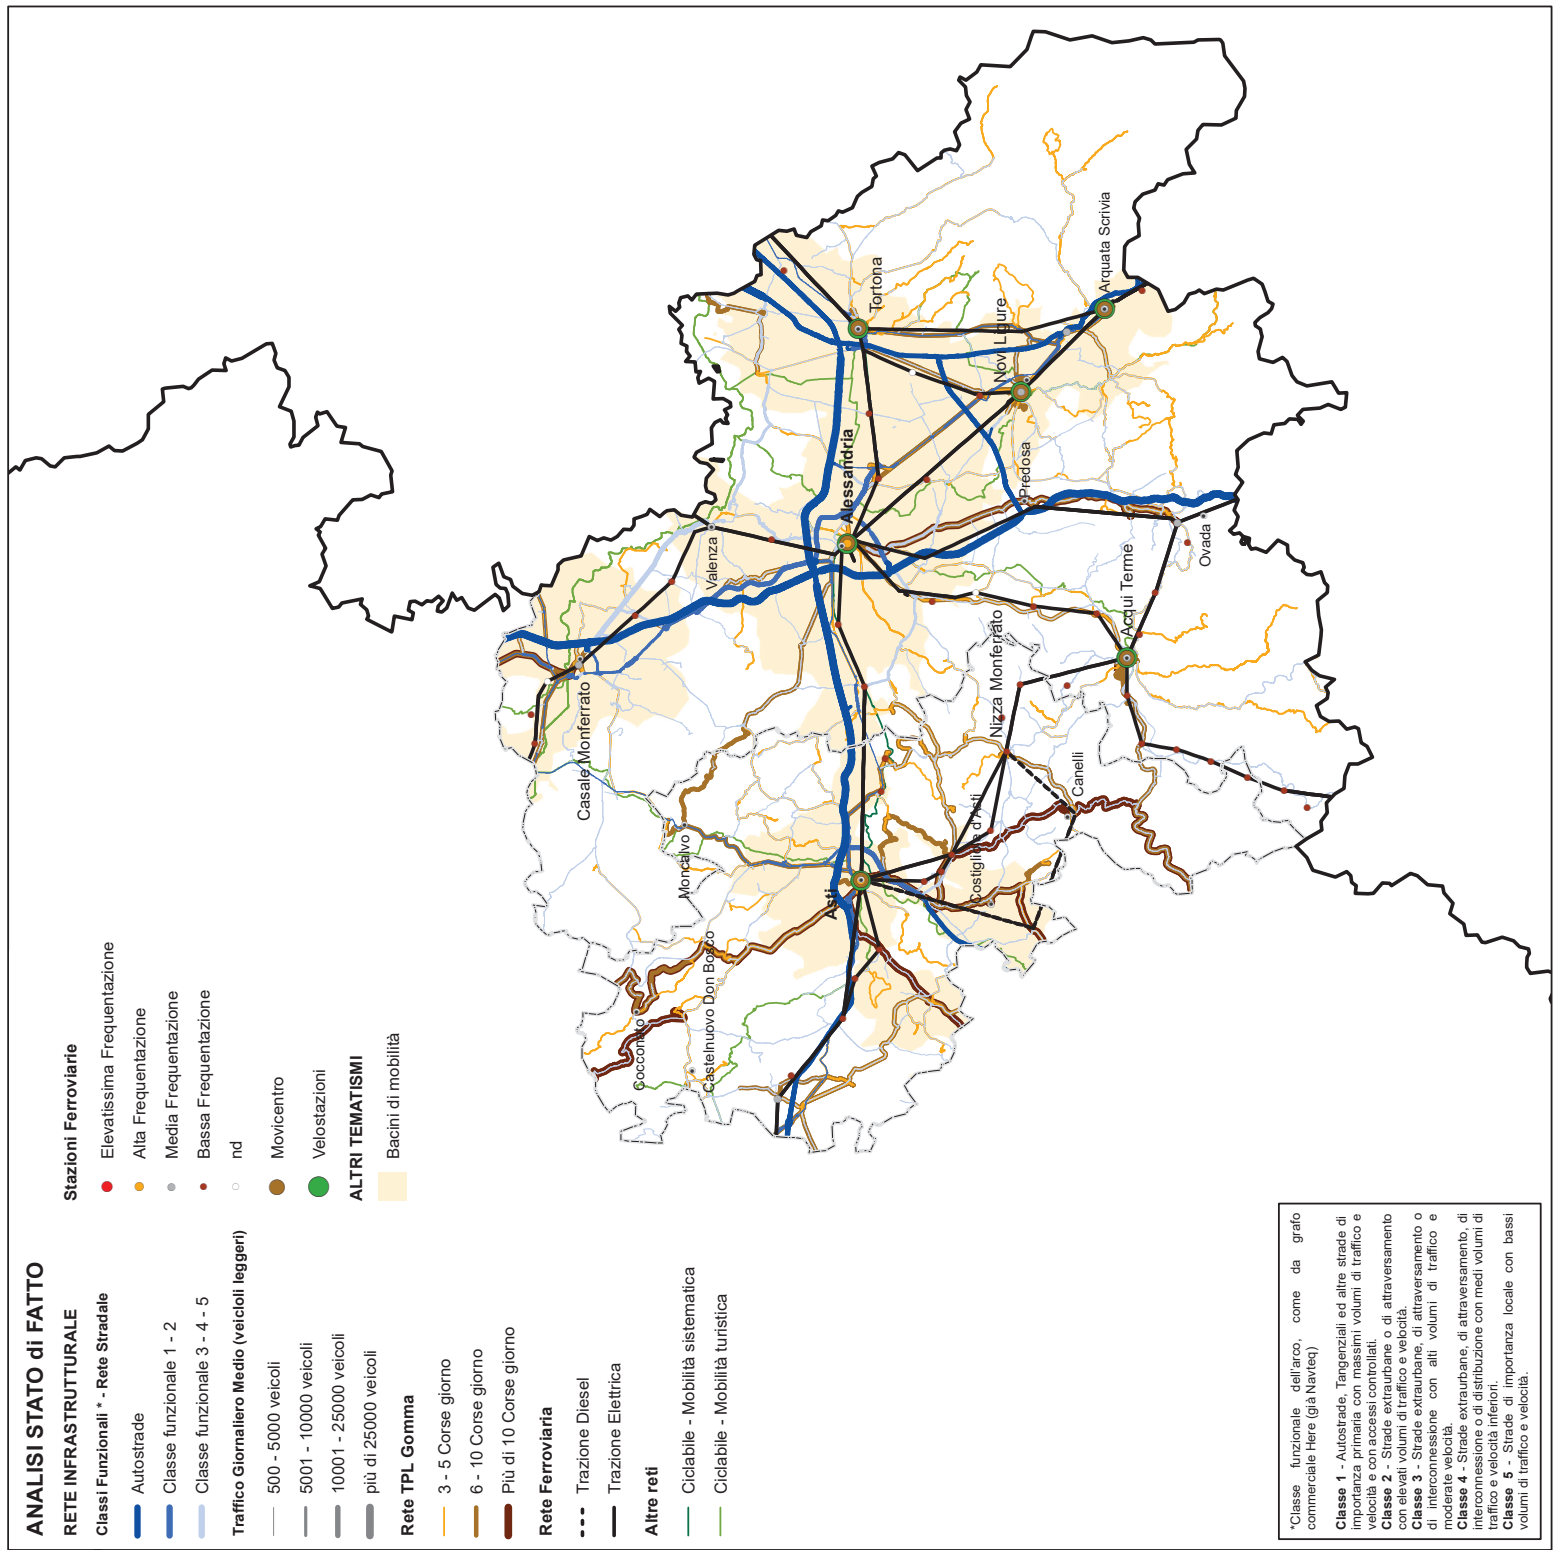 ANALISI STATO di FATTO
RETE INFRASTRUTTURALE
Classi Funzionali * - Rete Stradale
Autostrade
Classe funzionale 1 - 2
Classe funzionale 3 - 4 - 5
Traffico Giornaliero Medio (veicioli leggeri)
500 - 5000 veicoli
5001 - 10000 veicoli
10001 - 25000 veicoli
più di 25000 veicoli
Rete TPL Gomma
3 - 5 Corse giorno
6 - 10 Corse giorno
Più di 10 Corse giorno
Rete Ferroviaria
Trazione Diesel
Trazione Elettrica
Altre reti
Ciclabile - Mobilità sistematica
Ciclabile - Mobilità turistica
Stazioni Ferroviarie
Elevatissima Frequentazione
Alta Frequentazione
Media Frequentazione
Bassa Frequentazione
nd
Movicentro
Velostazioni
ALTRI TEMATISMI
Bacini di mobilità
Casale Monferrato
Valenza
Moncalvo
Cocconato
Castelnuovo Don Bosco
Asti
Alessandria
Tortona
Novi Ligure
Arquata Scrivia
Predosa
Ovada
Acqui Terme
Nizza Monferrato
Canelli
Costigliole d'Asti
*Classe funzionale dell'arco, come da grafo
commerciale Here (già Navteq)
Classe 1 - Autostrade, Tangenziali ed altre strade di
importanza primaria con massimi volumi di traffico e
velocità e con accessi controllati.
Classe 2 - Strade extraurbane o di attraversamento
con elevati volumi di traffico e velocità.
Classe 3 - Strade extraurbane, di attraversamento o
di interconnessione con alti volumi di traffico e
moderate velocità.
Classe 4 - Strade extraurbane, di attraversamento, di
interconnessione o di distribuzione con medi volumi di
traffico e velocità inferiori.
Classe 5 - Strade di importanza locale con bassi
volumi di traffico e velocità.